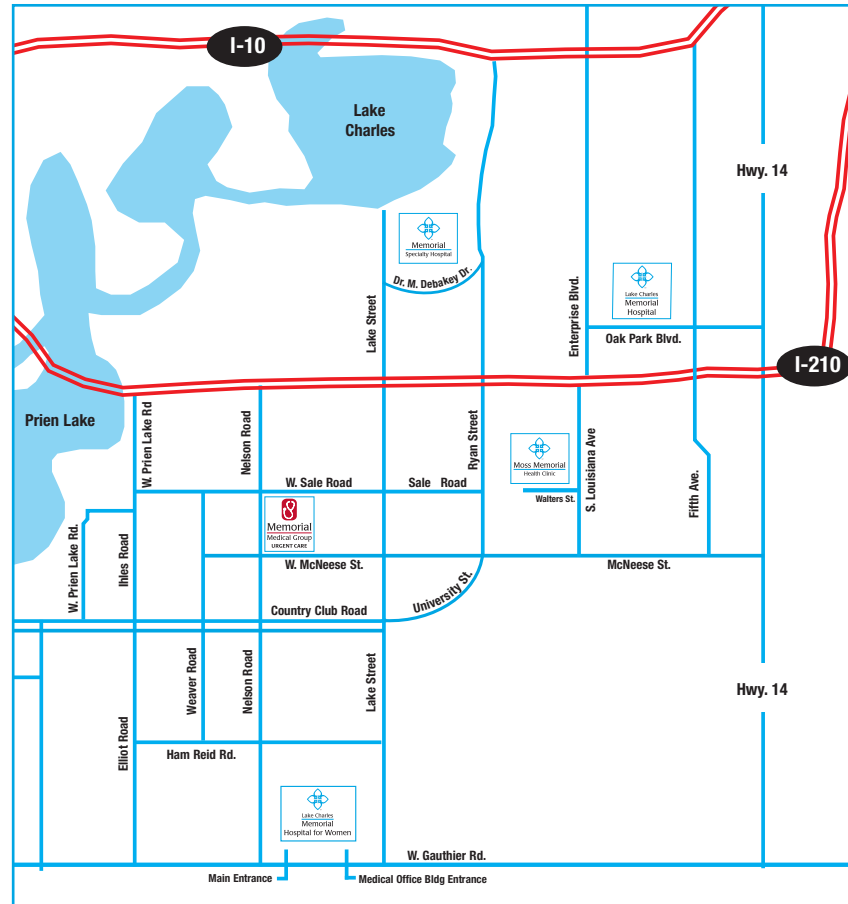 I-10
Lake
Charles
Hwy. 14
Memorial
Specialty Hospital
Dr. M. Debakey Dr.
Lake Charles
Memorial
Hospital
Enterprise Blvd.
Lake Street
Oak Park Blvd.
I-210
Prien Lake
W. Prien Lake Rd
Nelson Road
Ryan Street
Moss Memorial
Health Clinic
S. Louisiana Ave
W. Sale Road
Sale Road
Walters St.
Fifth Ave.
Memorial
Medical Group
URGENT CARE
W. Prien Lake Rd.
Ihles Road
W. McNeese St.
McNeese St.
University St.
Country Club Road
Weaver Road
Nelson Road
Lake Street
Hwy. 14
Elliot Road
Ham Reid Rd.
Lake Charles
Memorial
Hospital for Women
W. Gauthier Rd.
Main Entrance
Medical Office Bldg Entrance